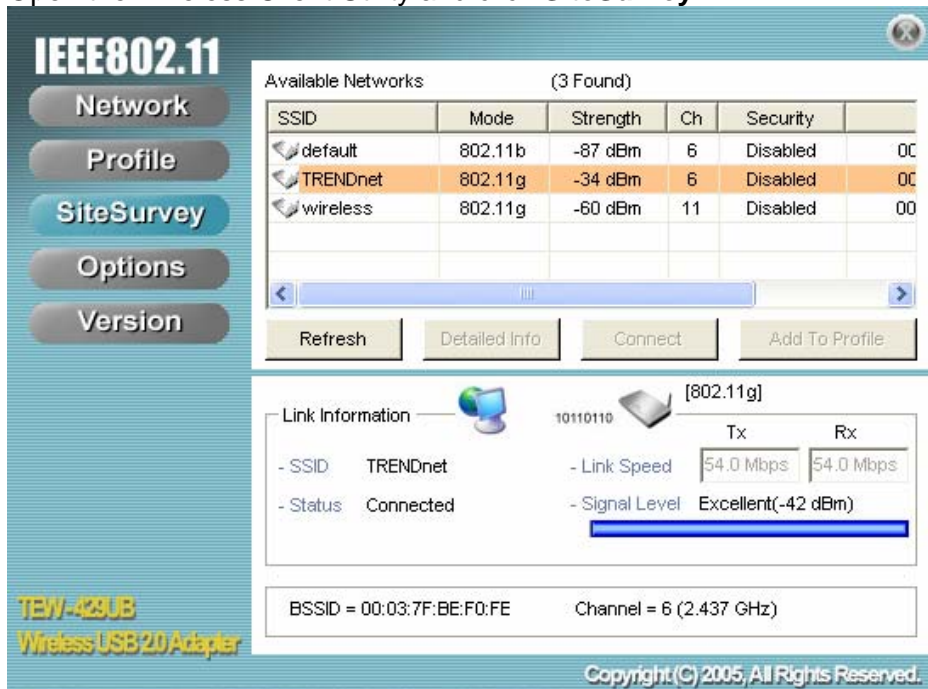 IEEE802.11
Network
Profile
SiteSurvey
Options
Version
Available Networks (3 Found)
SSID Mode Strength Ch Security
default 802.11b -87 dBm 6 Disabled
TRENDnet 802.11g -34 dBm 6 Disabled
wireless 802.11g -60 dBm 11 Disabled 00
Refresh Detailed Info Connect Add To Profile
Link Information 10110110 [802.11g]
Tx Rx
- SSID TRENDnet - Link Speed 54.0 Mbps 54.0 Mbps
- Status Connected - Signal Level Excellent(-42 dBm)
BSSID = 00:03:7F:BE:F0:FE Channel = 6 (2.437 GHz)
TEW-429UB
Wireless USB 2.0 Adapter
Copyright (C) 2005, All Rights Reserved.